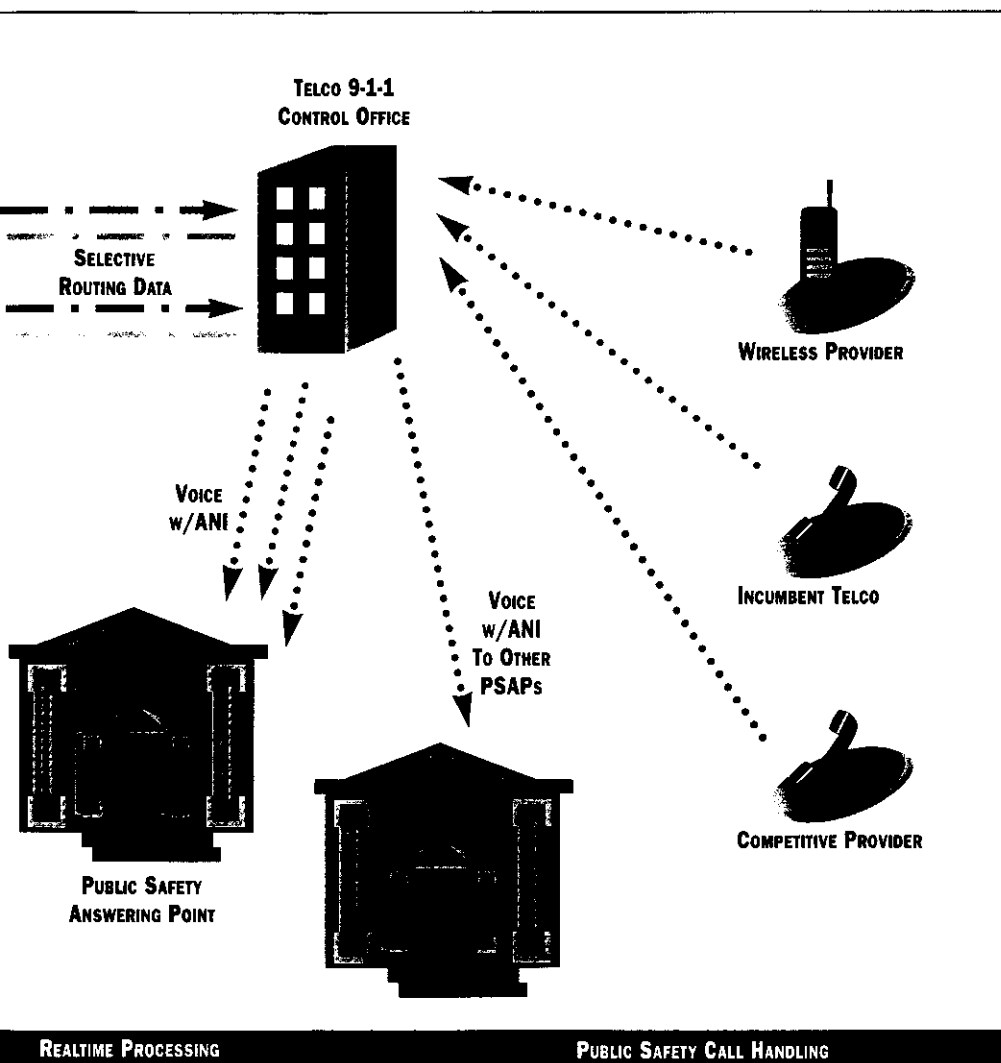 TELCO 9-1-1
CONTROL OFFICE
SELECTIVE
ROUTING DATA
WIRELESS PROVIDER
VOICE
W/ANI
INCUMBENT TELCO
VOICE
W/ANI
TO OTHER
PSAPs
COMPETITIVE PROVIDER
PUBLIC SAFETY
ANSWERING POINT
REALTIME PROCESSING
PUBLIC SAFETY CALL HANDLING